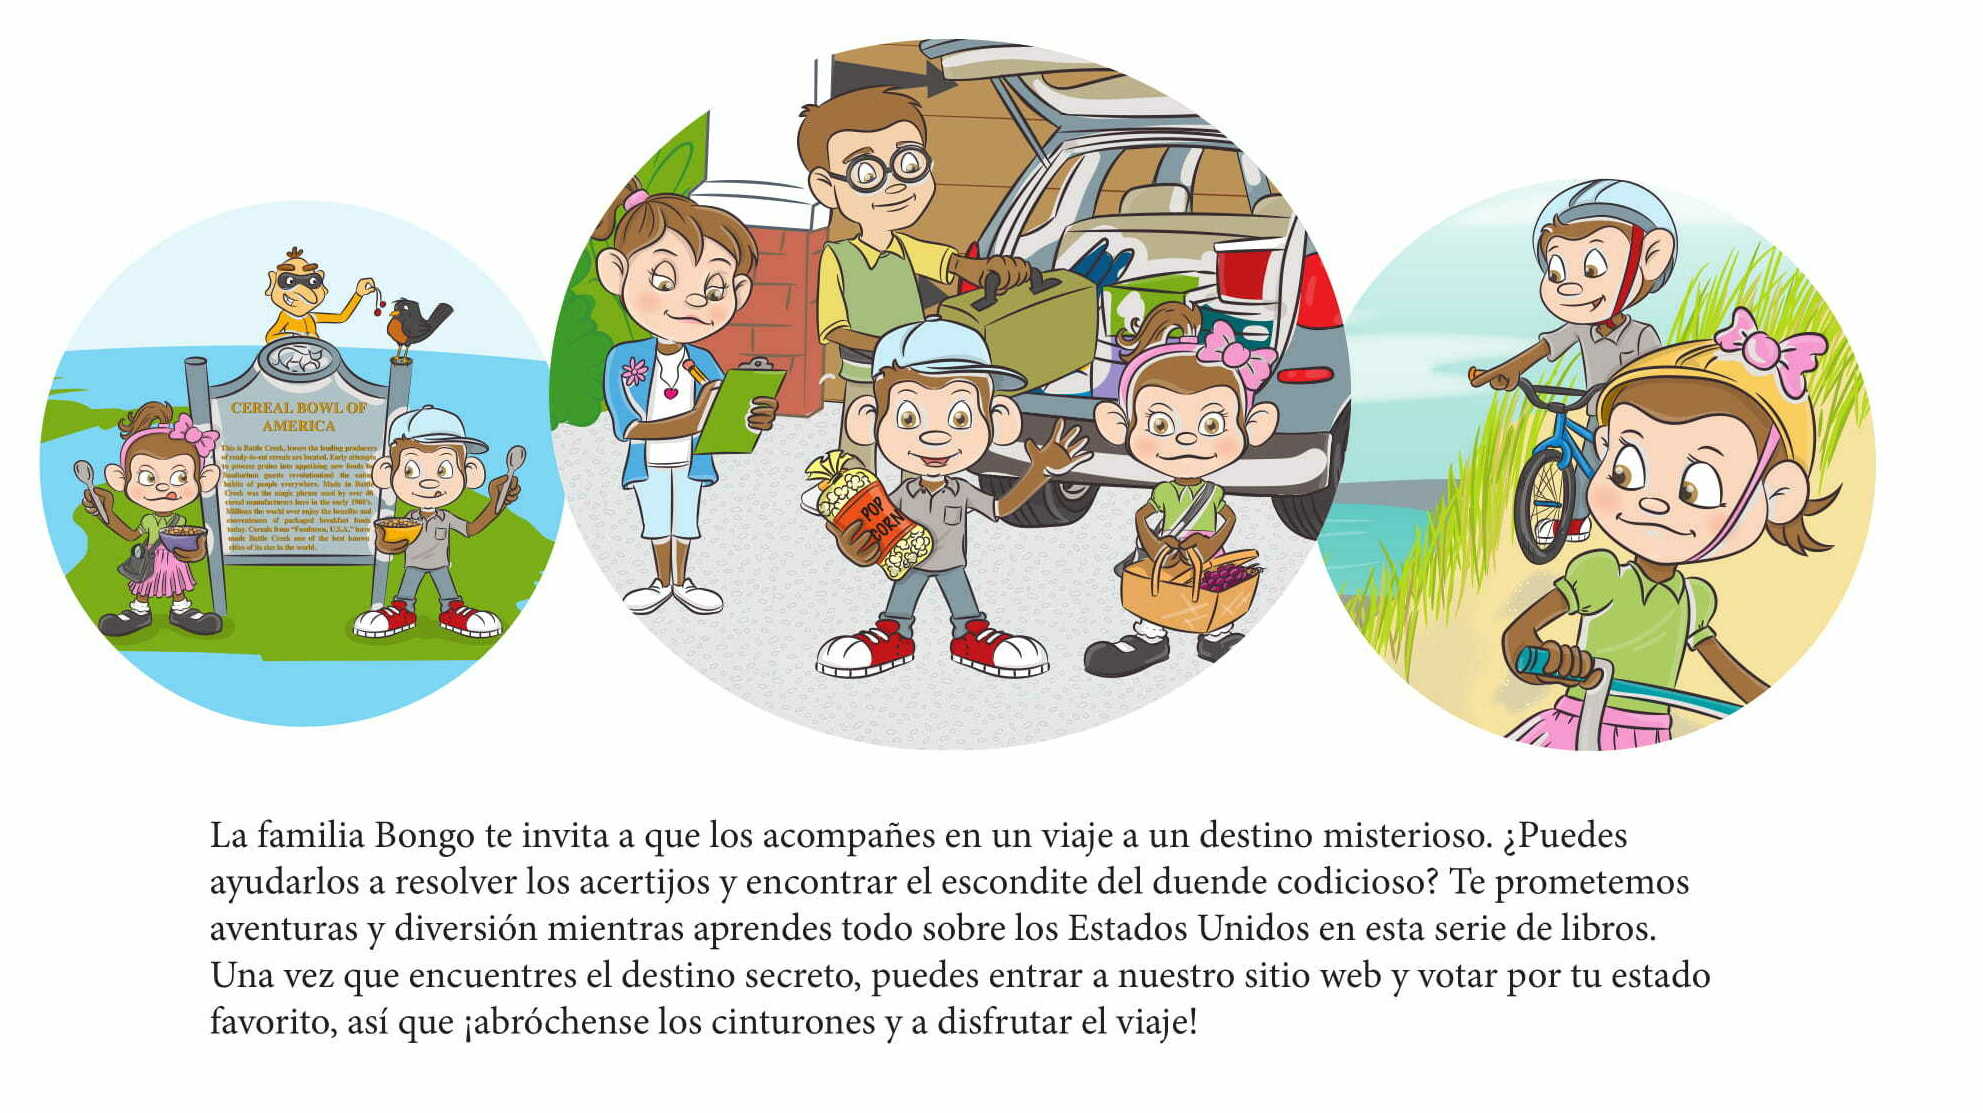 CEREAL BOWL OF
AMERICA
This is Battle Creek, where the leading producers
of ready-to-eat cereals are located. Early attempts
to process grains into appetizing new foods for
Sanitarium guests revolutionized the eating
habits of people everywhere. Made in Battle
Creek was the magic phrase used by over 40
cereal manufacturers here in the early 1900's.
Millions the world over enjoy the benefits and
convenience of packaged breakfast foods
today. Cereals from "Foodtown, U.S.A." have
made Battle Creek one of the best known
cities of its size in the world.
POP
CORN
La familia Bongo te invita a que los acompañes en un viaje a un destino misterioso. ¿Puedes
ayudarlos a resolver los acertijos y encontrar el escondite del duende codicioso? Te prometemos
aventuras y diversión mientras aprendes todo sobre los Estados Unidos en esta serie de libros.
Una vez que encuentres el destino secreto, puedes entrar a nuestro sitio web y votar por tu estado
favorito, así que ¡abróchense los cinturones y a disfrutar el viaje!